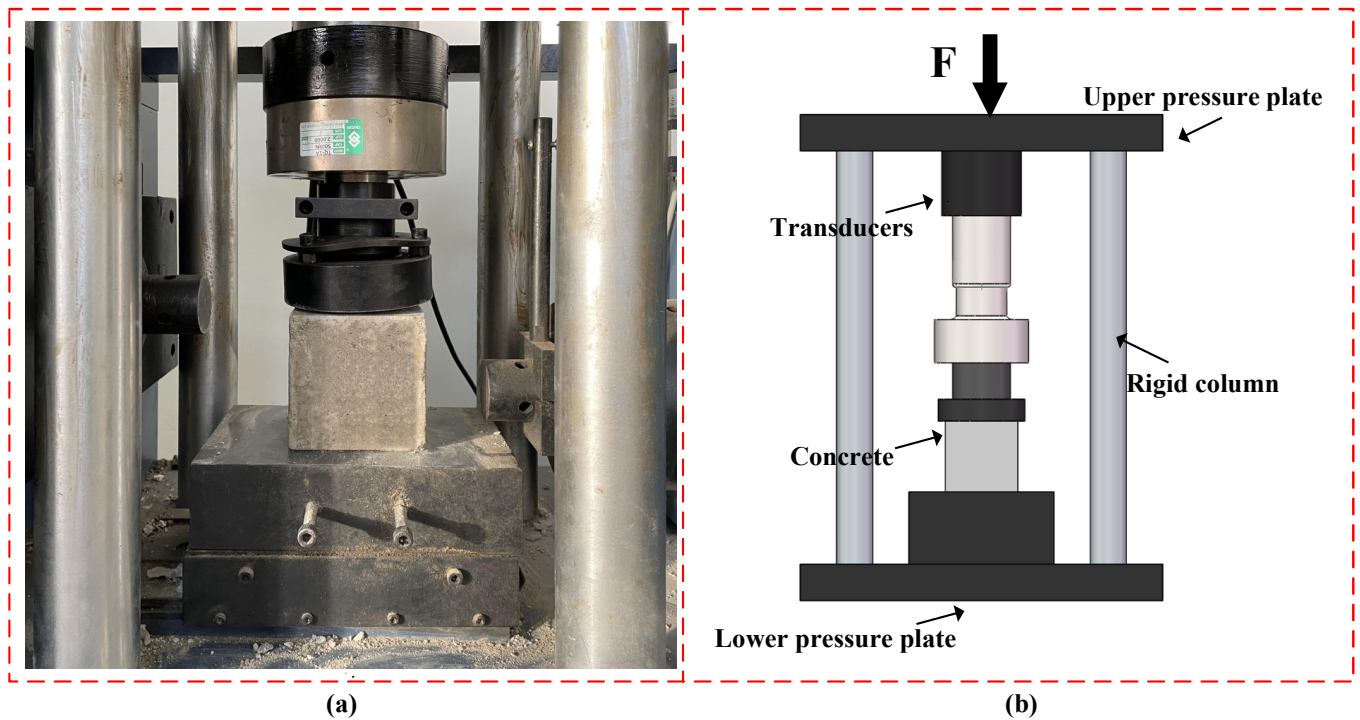 F
Upper pressure plate
Transducers
Rigid column
Concrete
Lower pressure plate
(a)
(b)